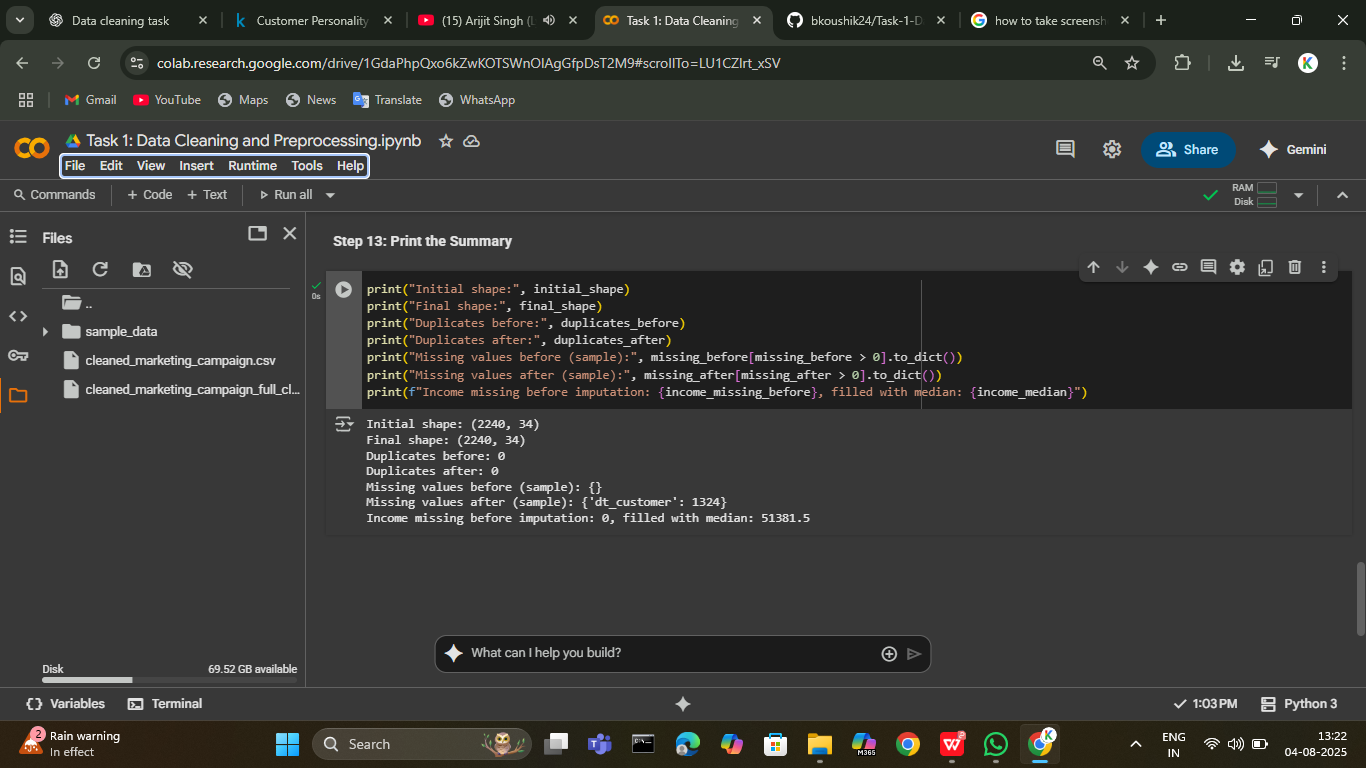 Data cleaning task
Customer Personality
(15) Arijit Singh (L
Task 1: Data Cleaning
bkoushik24/Task-1-D
how to take screensh
colab.research.google.com/drive/1GdaPhpQxo6kZwKOTSWnOIAgGfpDsT2M9#scrollTo=LU1CZIrt_xSV
K
Gmail
YouTube
Maps
News
Translate
WhatsApp
Task 1: Data Cleaning and Preprocessing.ipynb
File Edit View Insert Runtime Tools Help
Share
Gemini
Commands
+ Code + Text
Run all
RAM
Disk
Files
..
sample_data
cleaned_marketing_campaign.csv
cleaned_marketing_campaign_full_cl...
Disk
69.52 GB available
Step 13: Print the Summary
0s
print("Initial shape:", initial_shape)
print("Final shape:", final_shape)
print("Duplicates before:", duplicates_before)
print("Duplicates after:", duplicates_after)
print("Missing values before (sample):", missing_before[missing_before > 0].to_dict())
print("Missing values after (sample):", missing_after[missing_after > 0].to_dict())
print(f"Income missing before imputation: {income_missing_before}, filled with median: {income_median}")
Initial shape: (2240, 34)
Final shape: (2240, 34)
Duplicates before: 0
Duplicates after: 0
Missing values before (sample): {}
Missing values after (sample): {'dt_customer': 1324}
Income missing before imputation: 0, filled with median: 51381.5
What can I help you build?
Variables
Terminal
1:03 PM
Python 3
2
Rain warning
In effect
Search
M365
K
ENG
IN
13:22
04-08-2025